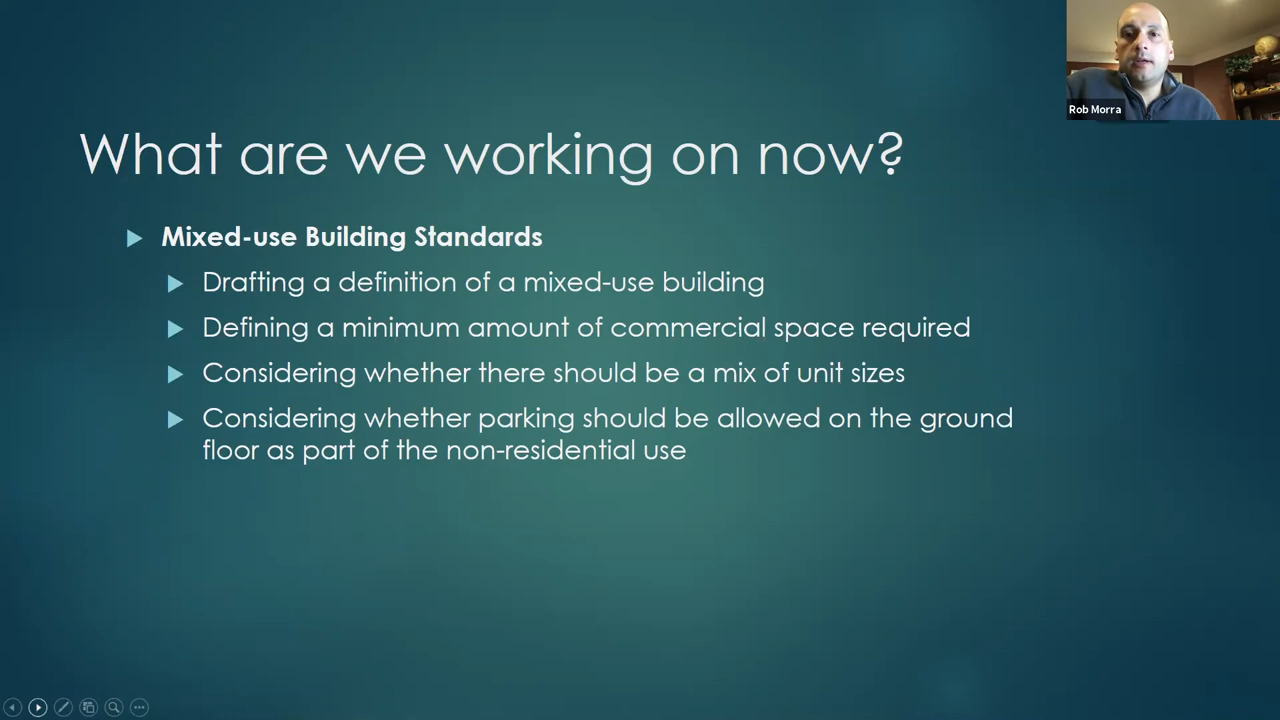 Rob Morra
What are we working on now?
Mixed-use Building Standards
Drafting a definition of a mixed-use building
Defining a minimum amount of commercial space required
Considering whether there should be a mix of unit sizes
Considering whether parking should be allowed on the ground
floor as part of the non-residential use